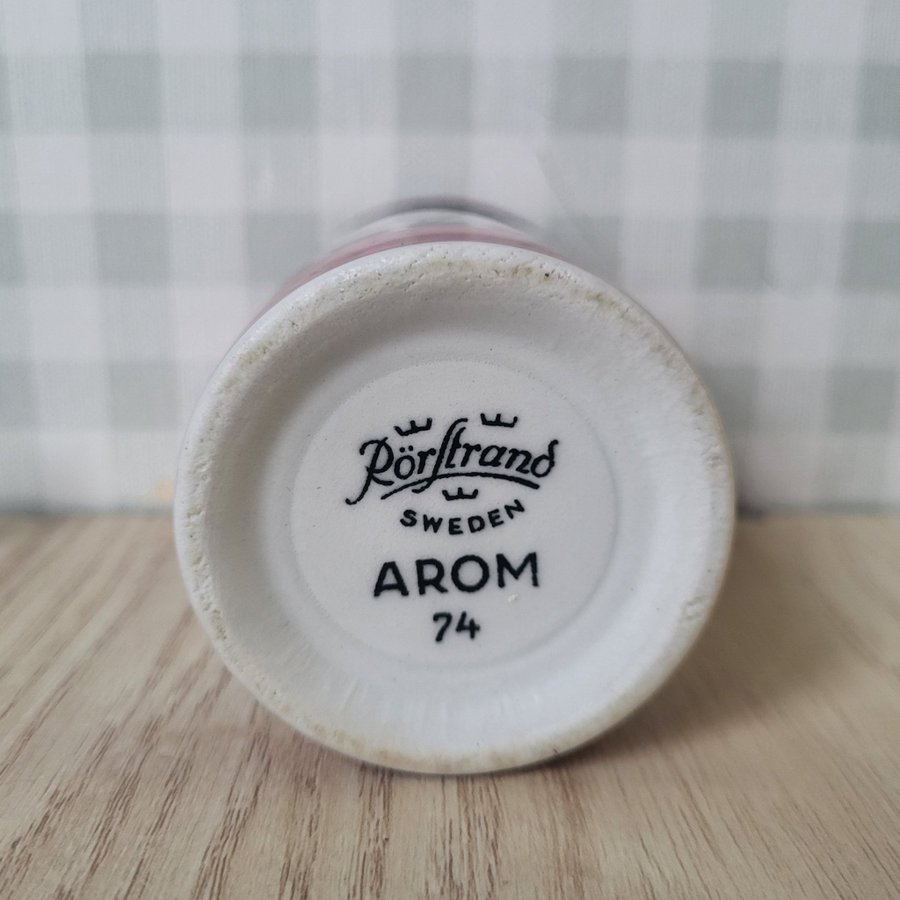 Rörstrand
SWEDEN
AROM
74